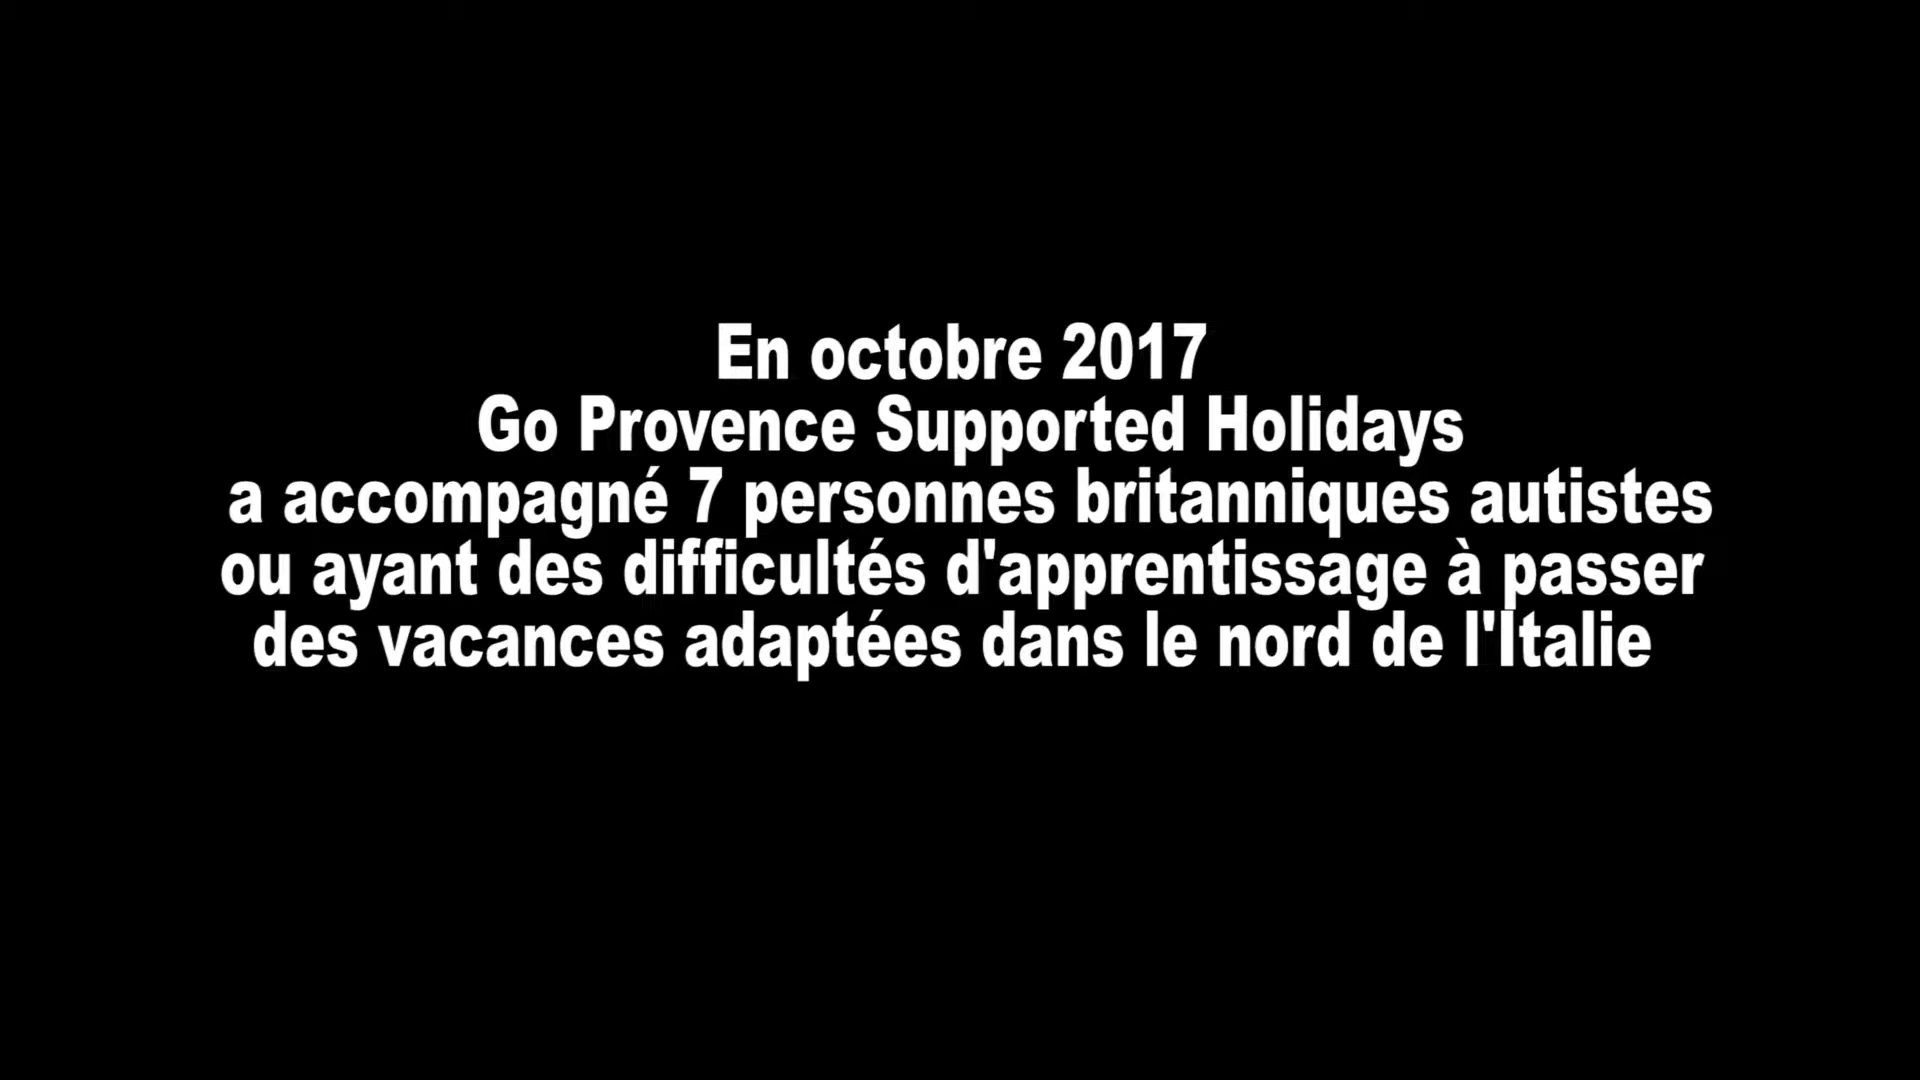 En octobre 2017
Go Provence Supported Holidays
a accompagné 7 personnes britanniques autistes
ou ayant des difficultés d'apprentissage à passer
des vacances adaptées dans le nord de l'Italie